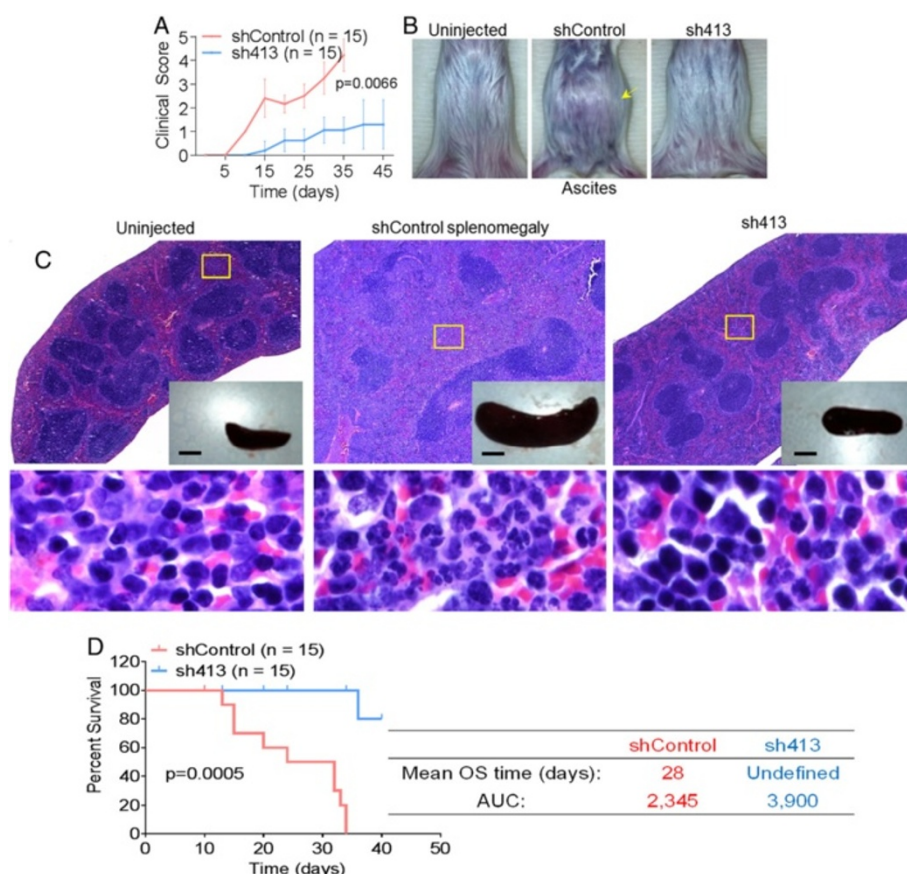 A
shControl (n = 15)
sh413 (n = 15)
5
4
3
2
1
0
Clinical Score
p=0.0066
5 15 25 35 45
Time (days)
B
Uninjected shControl sh413
Ascites
C
Uninjected shControl splenomegaly sh413
D
shControl (n = 15)
sh413 (n = 15)
120
100
80
60
40
20
0
Percent Survival
p=0.0005
0 10 20 30 40 50
Time (days)
shControl sh413
Mean OS time (days): 28 Undefined
AUC: 2,345 3,900